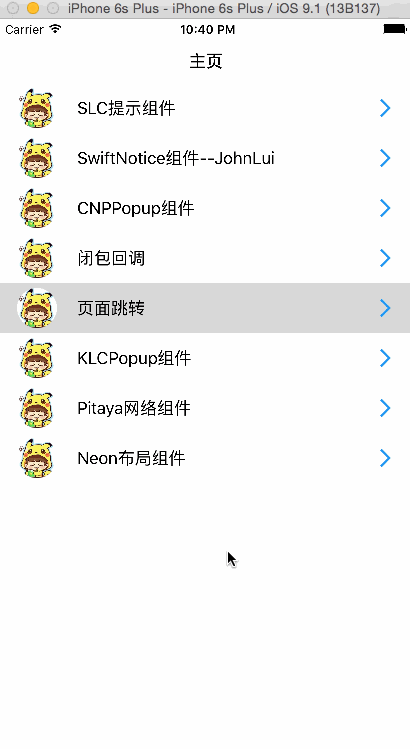 iPhone 6s Plus - iPhone 6s Plus / iOS 9.1 (13B137)
Carrier 10:40 PM
主页
SLC提示组件
SwiftNotice组件--JohnLui
CNPPopup组件
闭包回调
页面跳转
KLCPopup组件
Pitaya网络组件
Neon布局组件